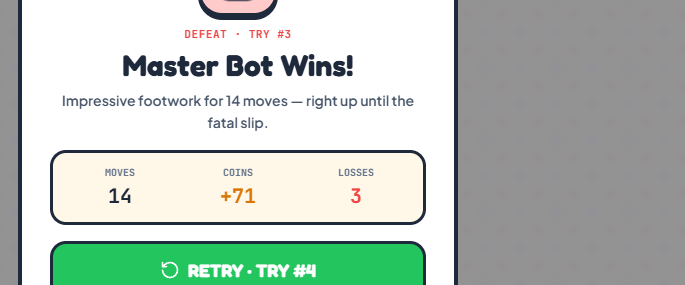 DEFEAT · TRY #3
Master Bot Wins!
Impressive footwork for 14 moves — right up until the
fatal slip.
MOVES COINS LOSSES
14 +71 3
RETRY · TRY #4